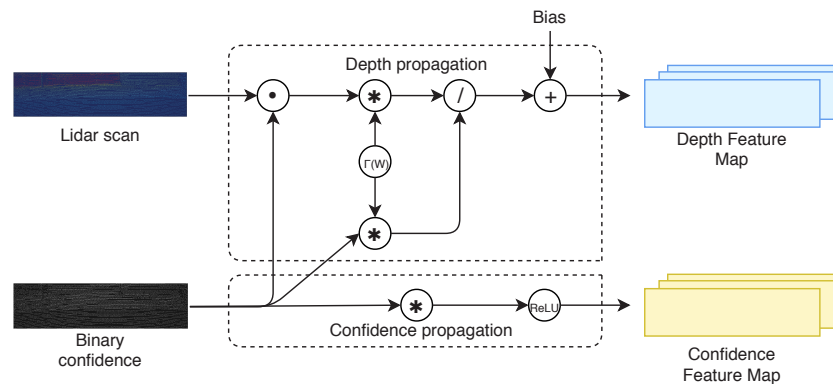 Bias
Depth propagation
•
*
/
+
Lidar scan
Γ(W)
Depth Feature
Map
*
*
ReLU
Confidence propagation
Binary
confidence
Confidence
Feature Map